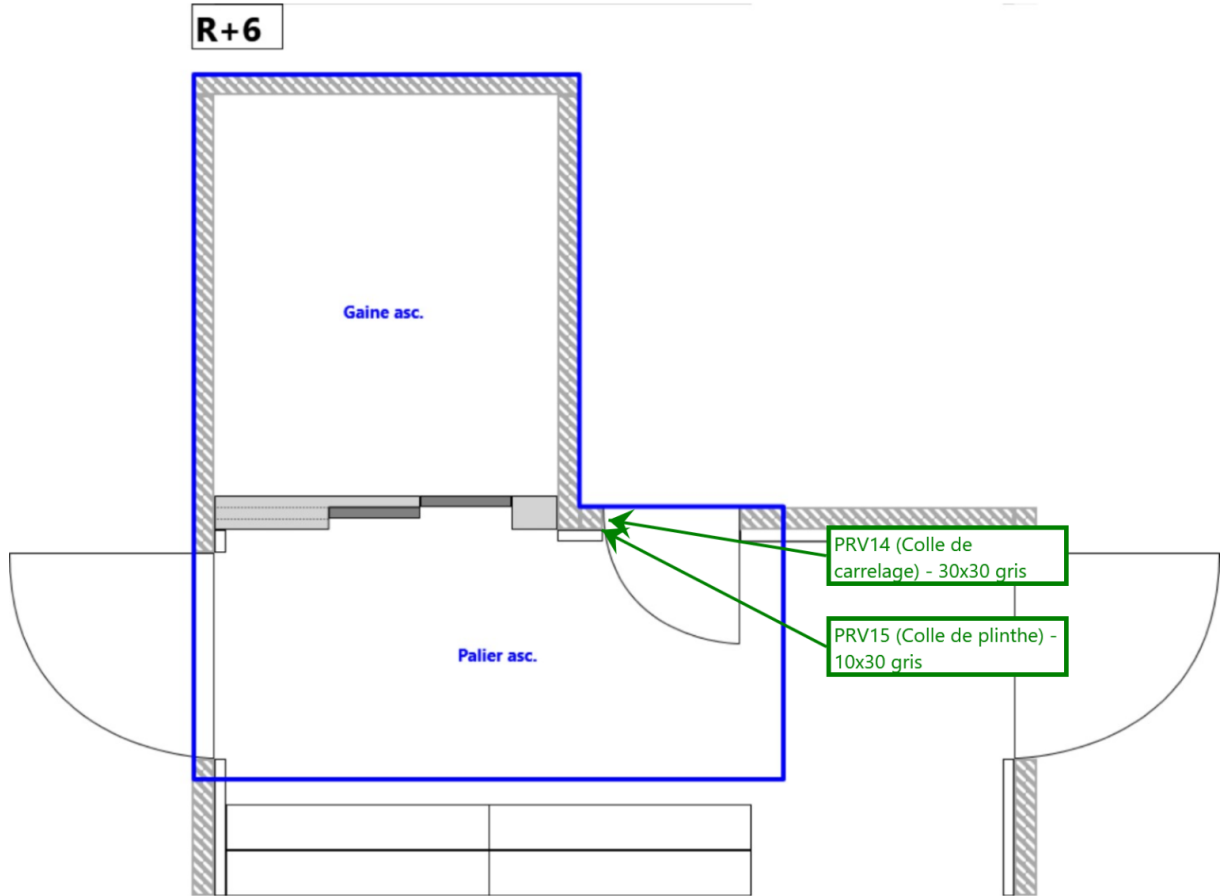 R+6
Gaine asc.
PRV14 (Colle de
carrelage) - 30x30 gris
PRV15 (Colle de plinthe) -
10x30 gris
Palier asc.